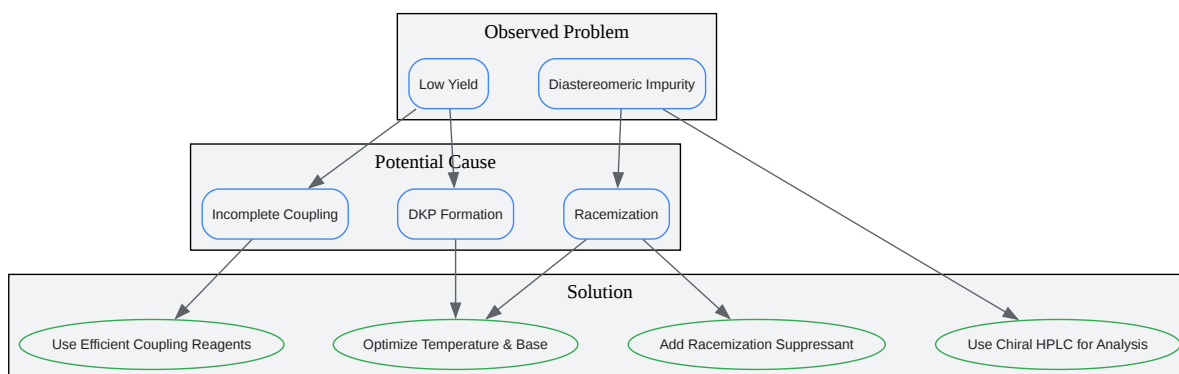 Observed Problem
Low Yield
Diastereomeric Impurity
Potential Cause
Incomplete Coupling
DKP Formation
Racemization
Solution
Use Efficient Coupling Reagents
Optimize Temperature & Base
Add Racemization Suppressant
Use Chiral HPLC for Analysis